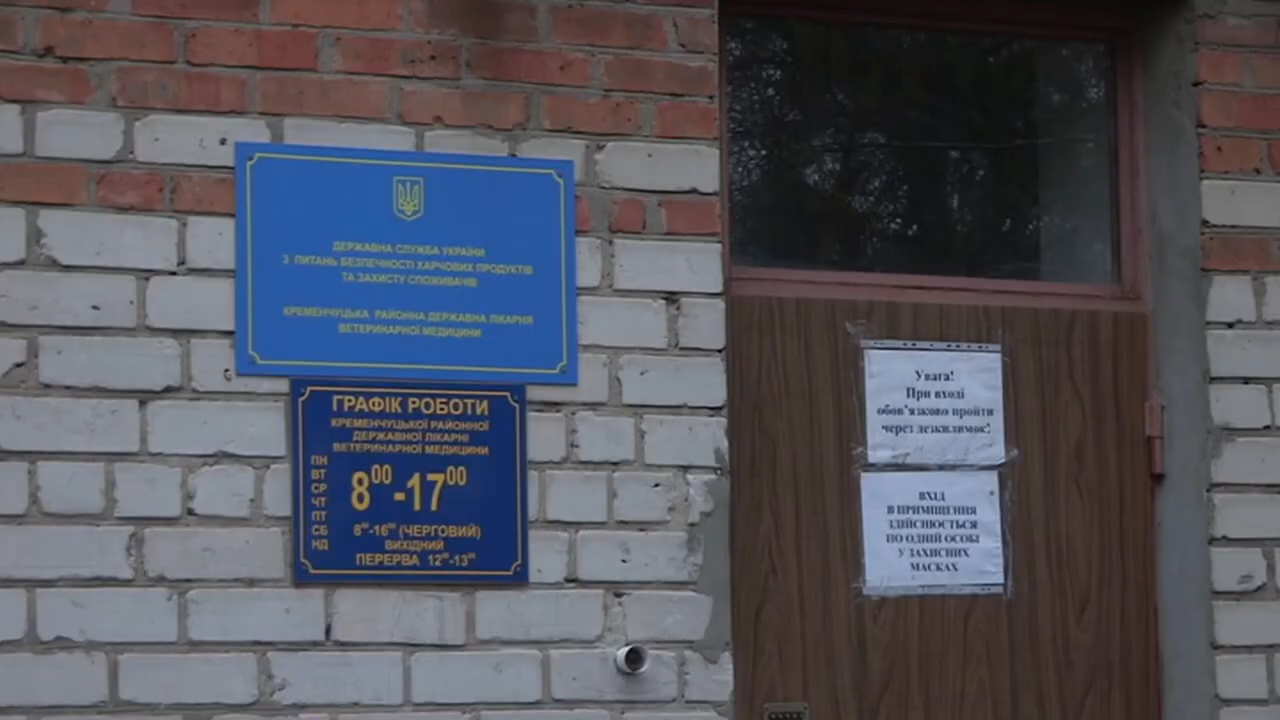 ДЕРЖАВНА СЛУЖБА УКРАЇНИ
З ПИТАНЬ БЕЗПЕЧНОСТІ ХАРЧОВИХ ПРОДУКТІВ
ТА ЗАХИСТУ СПОЖИВАЧІВ
КРЕМЕНЧУЦЬКА РАЙОННА ДЕРЖАВНА ЛІКАРНЯ
ВЕТЕРИНАРНОЇ МЕДИЦИНИ
ГРАФІК РОБОТИ
КРЕМЕНЧУЦЬКОЇ РАЙОННОЇ
ДЕРЖАВНОЇ ЛІКАРНІ
ВЕТЕРИНАРНОЇ МЕДИЦИНИ
ПН
ВТ
СР
ЧТ
ПТ
8⁰⁰-17⁰⁰
СБ 8⁰⁰-16⁰⁰ (ЧЕРГОВИЙ)
НД ВИХІДНИЙ
ПЕРЕРВА 12⁰⁰-13⁰⁰
Увага!
При вході
обов'язково пройти
через дезкилимок!
ВХІД
В ПРИМІЩЕННЯ
ЗДІЙСНЮЄТЬСЯ
ПО ОДНІЙ ОСОБІ
У ЗАХИСНИХ
МАСКАХ